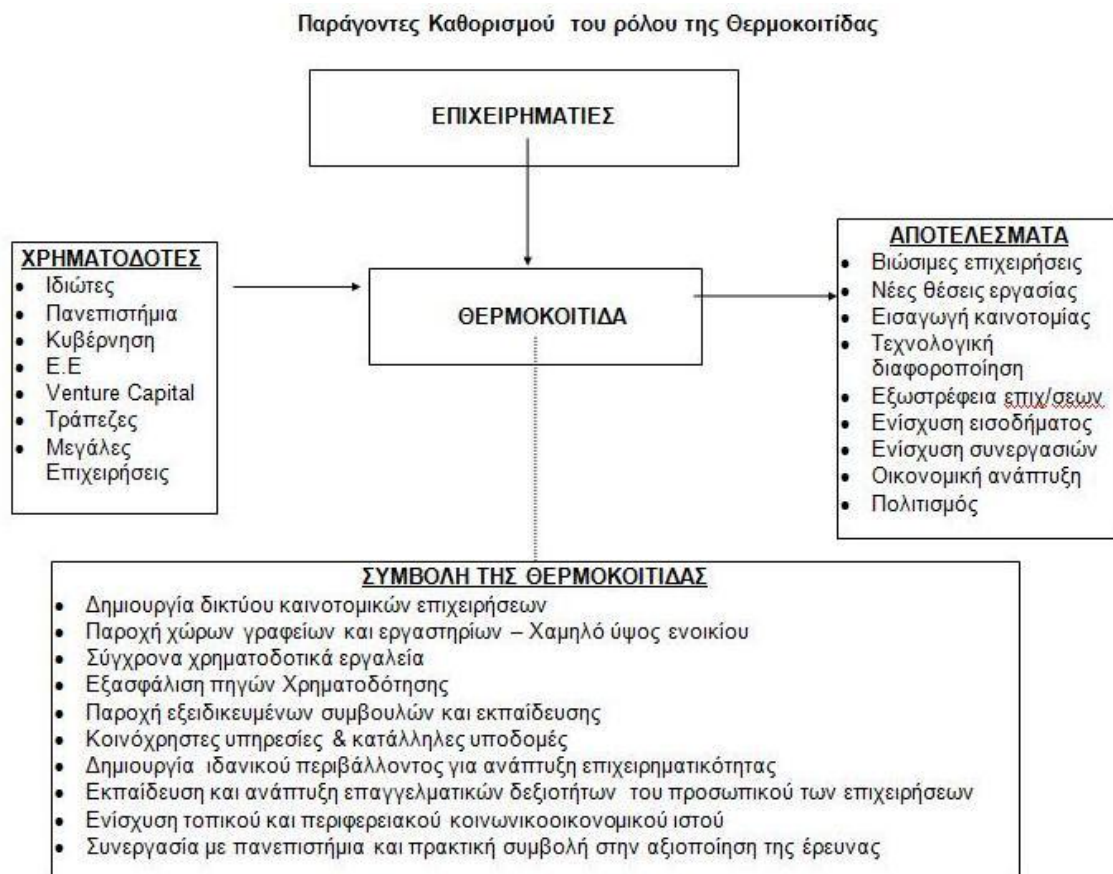 Παράγοντες Καθορισμού του ρόλου της Θερμοκοιτίδας
ΕΠΙΧΕΙΡΗΜΑΤΙΕΣ
ΧΡΗΜΑΤΟΔΟΤΕΣ
• Ιδιώτες
• Πανεπιστήμια
• Κυβέρνηση
• Ε.Ε
• Venture Capital
• Τράπεζες
• Μεγάλες
Επιχειρήσεις
ΘΕΡΜΟΚΟΙΤΙΔΑ
ΑΠΟΤΕΛΕΣΜΑΤΑ
• Βιώσιμες επιχειρήσεις
• Νέες θέσεις εργασίας
• Εισαγωγή καινοτομίας
• Τεχνολογική
διαφοροποίηση
• Εξωστρέφεια επιχ/σεων
• Ενίσχυση εισοδήματος
• Ενίσχυση συνεργασιών
• Οικονομική ανάπτυξη
• Πολιτισμός
ΣΥΜΒΟΛΗ ΤΗΣ ΘΕΡΜΟΚΟΙΤΙΔΑΣ
• Δημιουργία δικτύου καινοτομικών επιχειρήσεων
• Παροχή χώρων γραφείων και εργαστηρίων – Χαμηλό ύψος ενοικίου
• Σύγχρονα χρηματοδοτικά εργαλεία
• Εξασφάλιση πηγών Χρηματοδότησης
• Παροχή εξειδικευμένων συμβουλών και εκπαίδευσης
• Κοινόχρηστες υπηρεσίες & κατάλληλες υποδομές
• Δημιουργία ιδανικού περιβάλλοντος για ανάπτυξη επιχειρηματικότητας
• Εκπαίδευση και ανάπτυξη επαγγελματικών δεξιοτήτων του προσωπικού των επιχειρήσεων
• Ενίσχυση τοπικού και περιφερειακού κοινωνικοοικονομικού ιστού
• Συνεργασία με πανεπιστήμια και πρακτική συμβολή στην αξιοποίηση της έρευνας